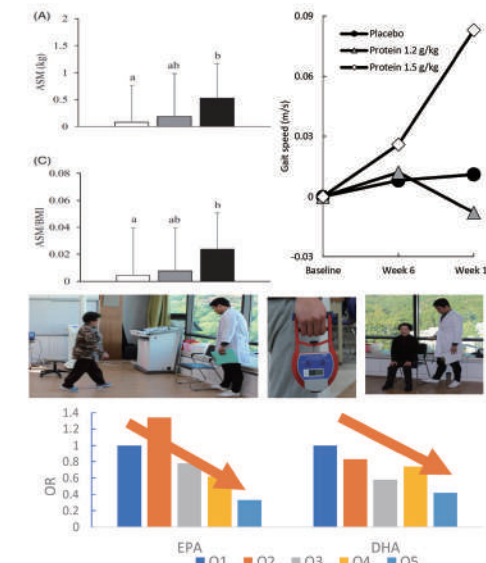 (A)
ASM (kg)
2
1.5
1
0.5
0
a
ab
b
(C)
ASM/BMI
0.08
0.06
0.04
0.02
0
a
ab
b
Gait speed (m/s)
0.09
0.06
0.03
0
-0.03
Placebo
Protein 1.2 g/kg
Protein 1.5 g/kg
Baseline
Week 6
Week 1
OR
1.4
1.2
1
0.8
0.6
0.4
0.2
0
EPA
DHA
Q1 Q2 Q3 Q4 Q5